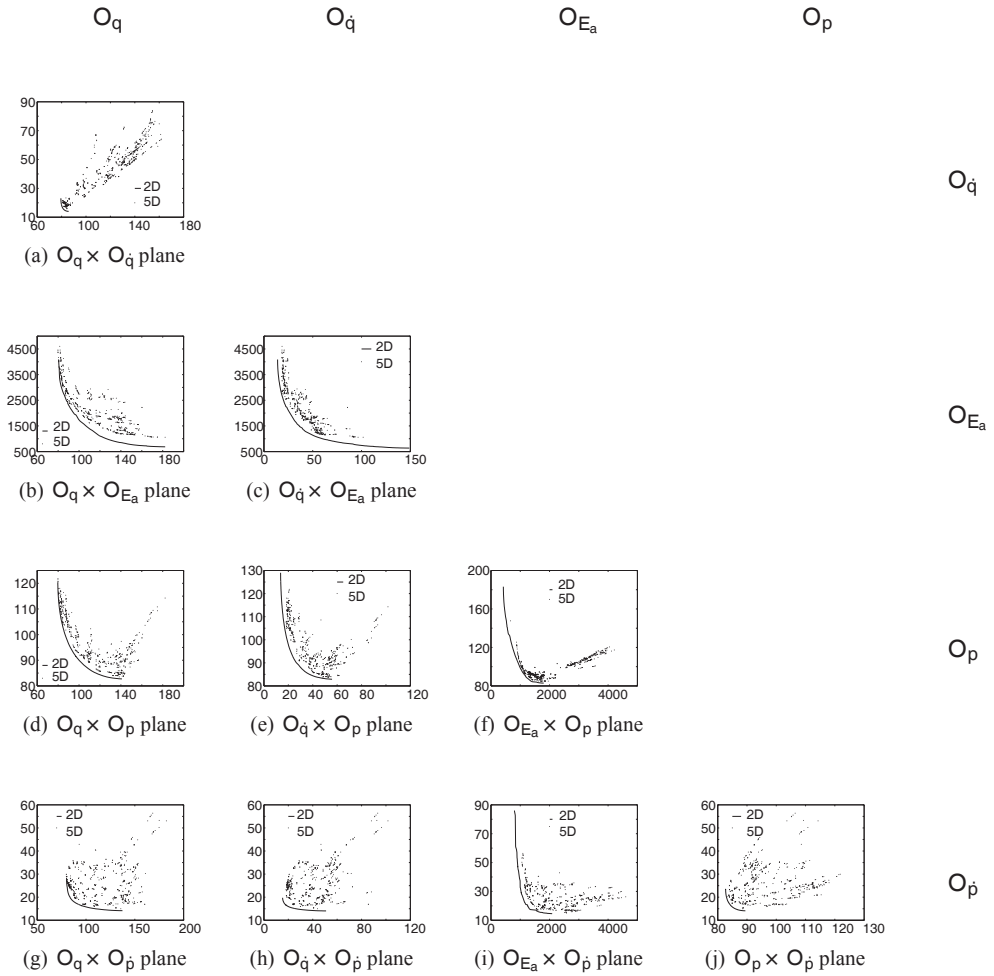 O_q O_q̇ O_Ea O_p
90
70
50
30
10
60 100 140 180
2D
5D
O_q̇
(a) O_q × O_q̇ plane
4500
3500
2500
1500
500
60 100 140 180
2D
5D
4500
3500
2500
1500
500
0 50 100 150
2D
5D
O_Ea
(b) O_q × O_Ea plane (c) O_q̇ × O_Ea plane
120
110
100
90
80
60 100 140 180
2D
5D
130
120
110
100
90
80
0 20 40 60 80 120
2D
5D
200
160
120
80
0 2000 4000
2D
5D
O_p
(d) O_q × O_p plane (e) O_q̇ × O_p plane (f) O_Ea × O_p plane
60
50
40
30
20
10
50 100 150 200
2D
5D
60
50
40
30
20
10
0 40 80 120
2D
5D
90
70
50
30
10
0 2000 4000
2D
5D
60
50
40
30
20
10
80 90 100 110 120 130
2D
5D
O_ṗ
(g) O_q × O_ṗ plane (h) O_q̇ × O_ṗ plane (i) O_Ea × O_ṗ plane (j) O_p × O_ṗ plane